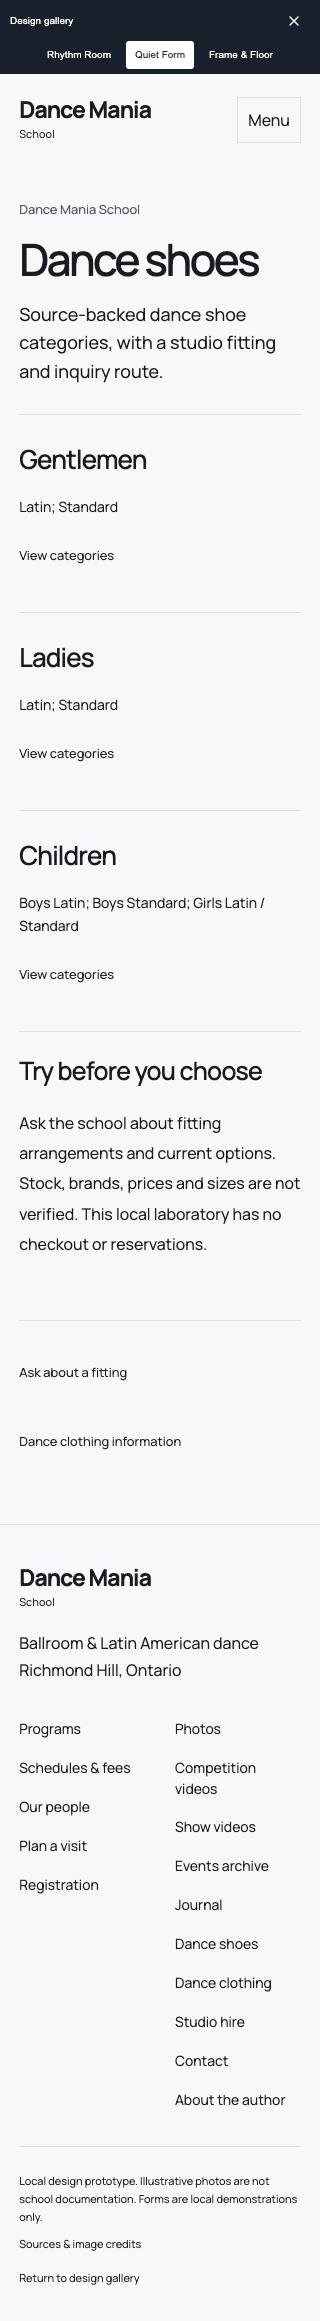 Design gallery
×
Rhythm Room Quiet Form Frame & Floor
Dance Mania
School
Menu
Dance Mania School
Dance shoes
Source-backed dance shoe
categories, with a studio fitting
and inquiry route.
Gentlemen
Latin; Standard
View categories
Ladies
Latin; Standard
View categories
Children
Boys Latin; Boys Standard; Girls Latin /
Standard
View categories
Try before you choose
Ask the school about fitting
arrangements and current options.
Stock, brands, prices and sizes are not
verified. This local laboratory has no
checkout or reservations.
Ask about a fitting
Dance clothing information
Dance Mania
School
Ballroom & Latin American dance
Richmond Hill, Ontario
Programs
Schedules & fees
Our people
Plan a visit
Registration
Photos
Competition
videos
Show videos
Events archive
Journal
Dance shoes
Dance clothing
Studio hire
Contact
About the author
Local design prototype. Illustrative photos are not
school documentation. Forms are local demonstrations
only.
Sources & image credits
Return to design gallery